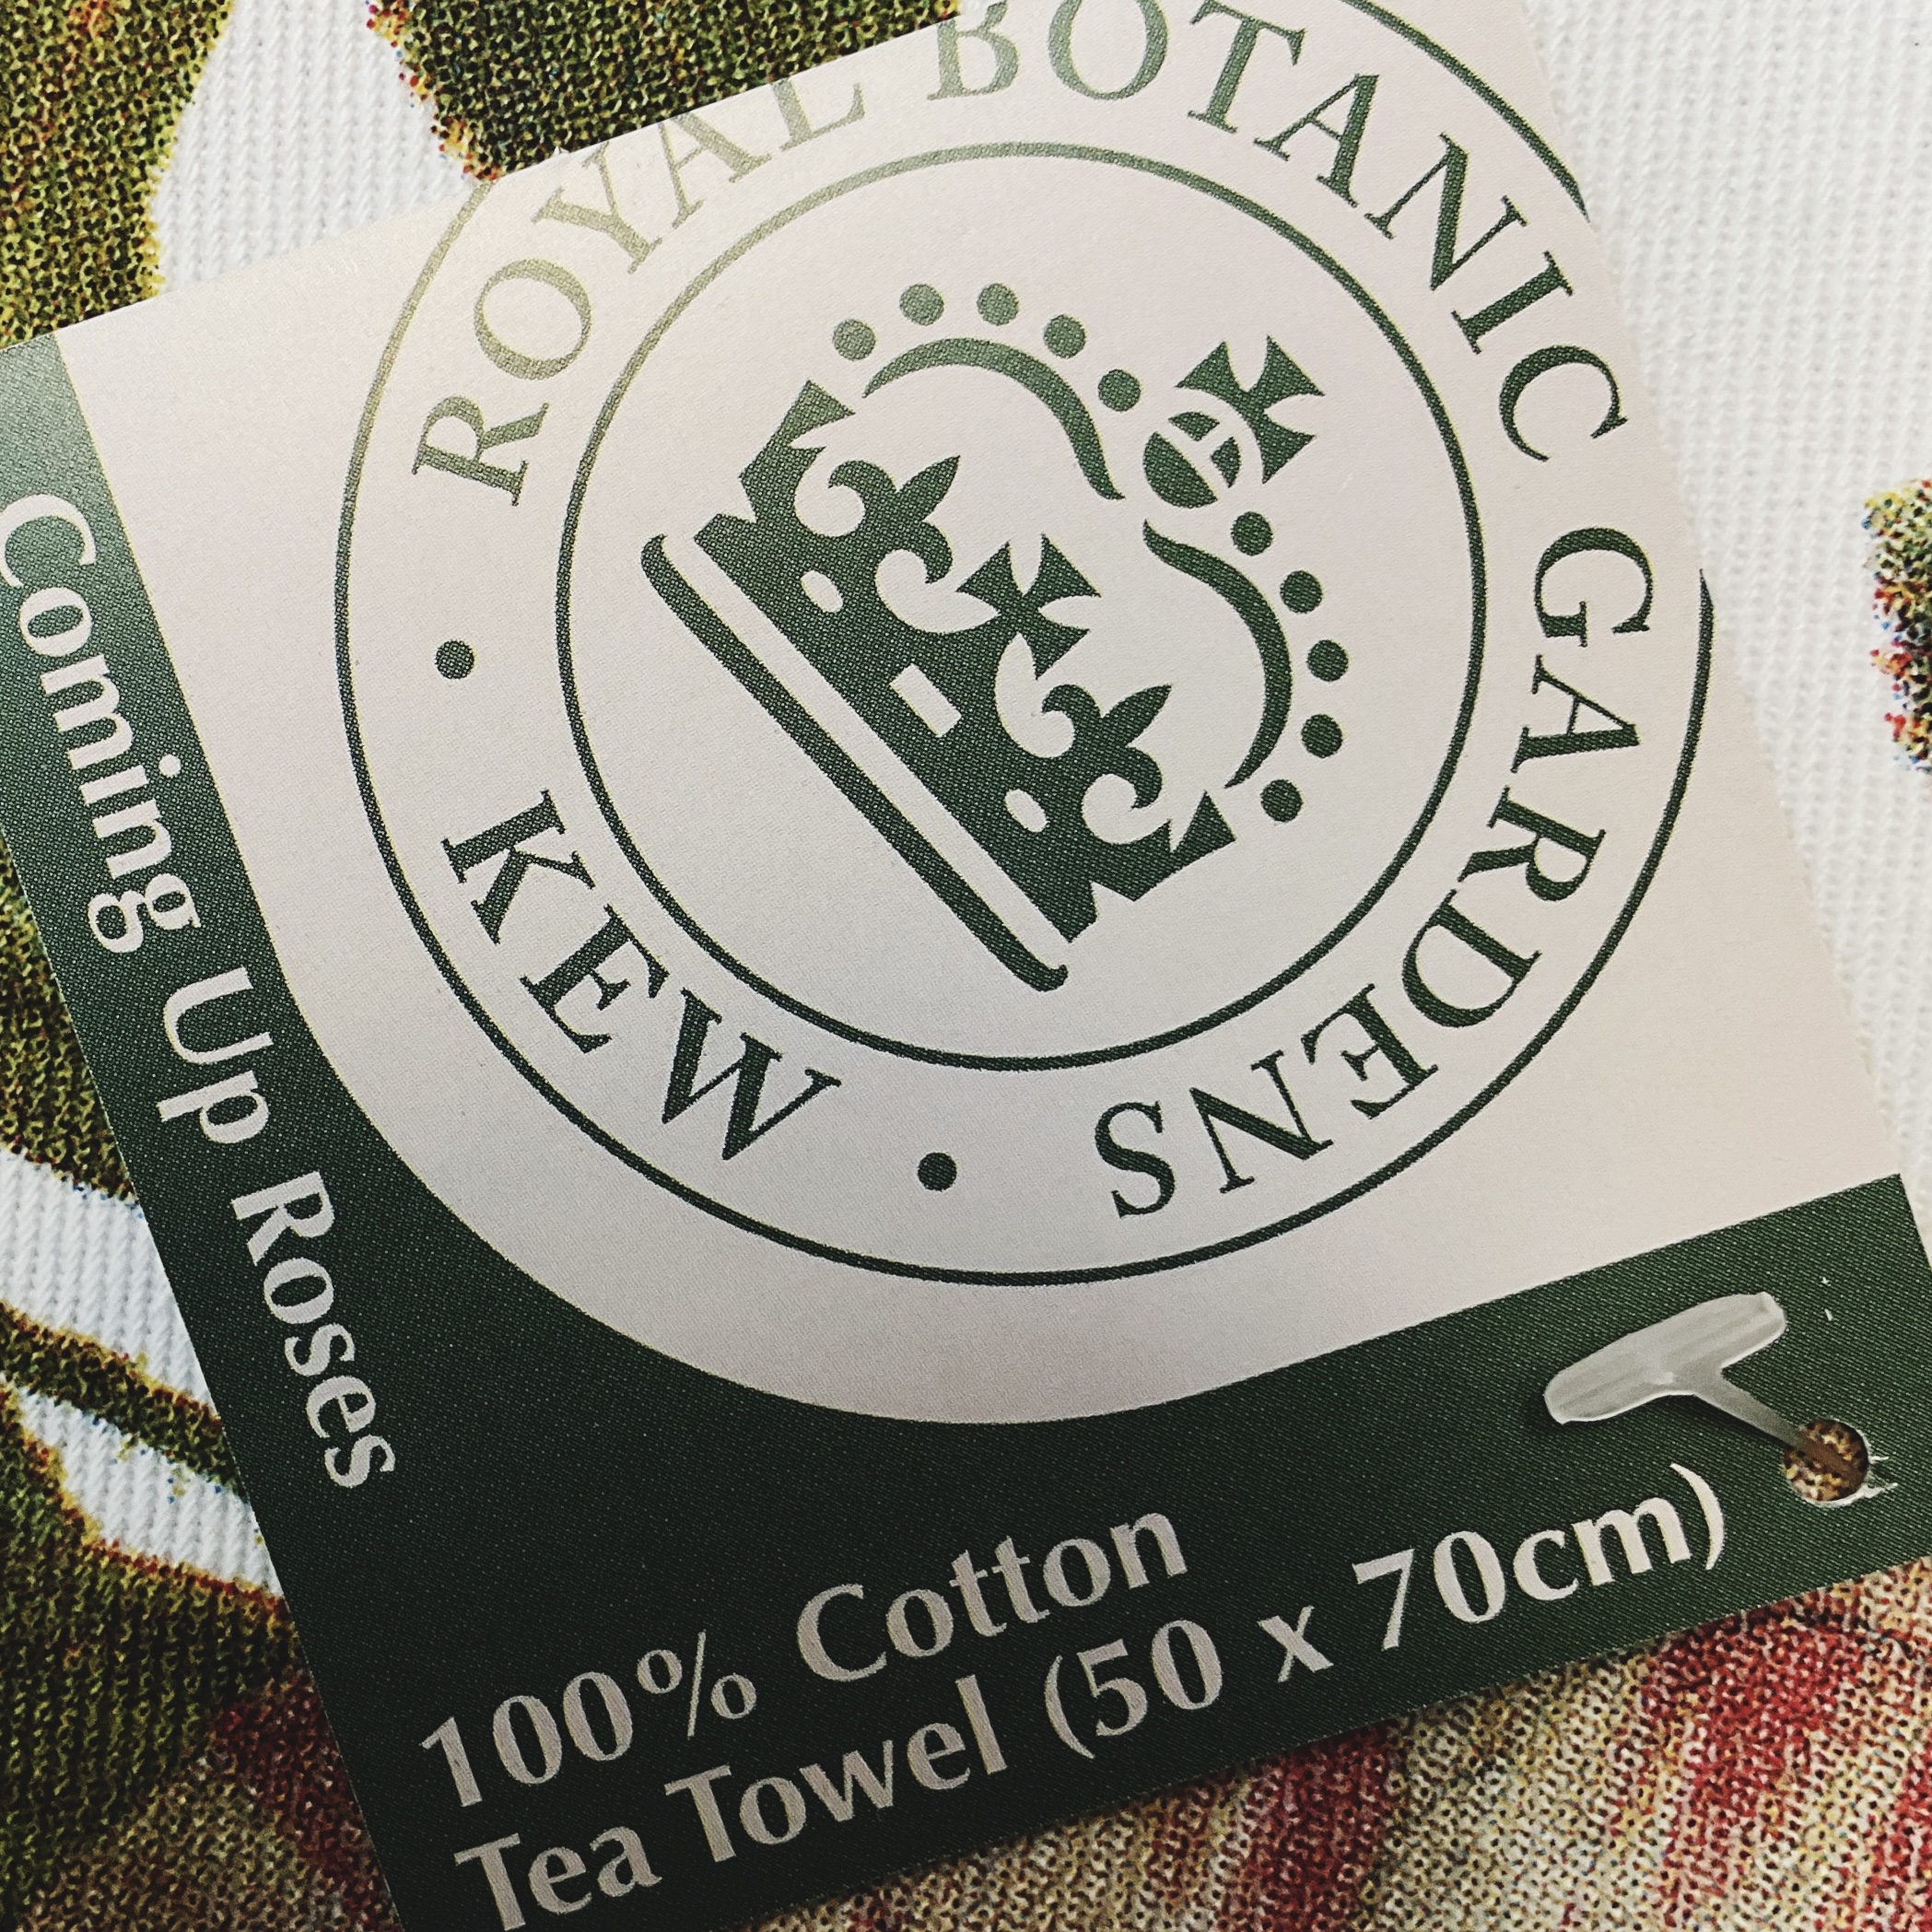 ROYAL BOTANIC GARDENS • KEW •
Coming Up Roses
100% Cotton
Tea Towel (50 x 70cm)